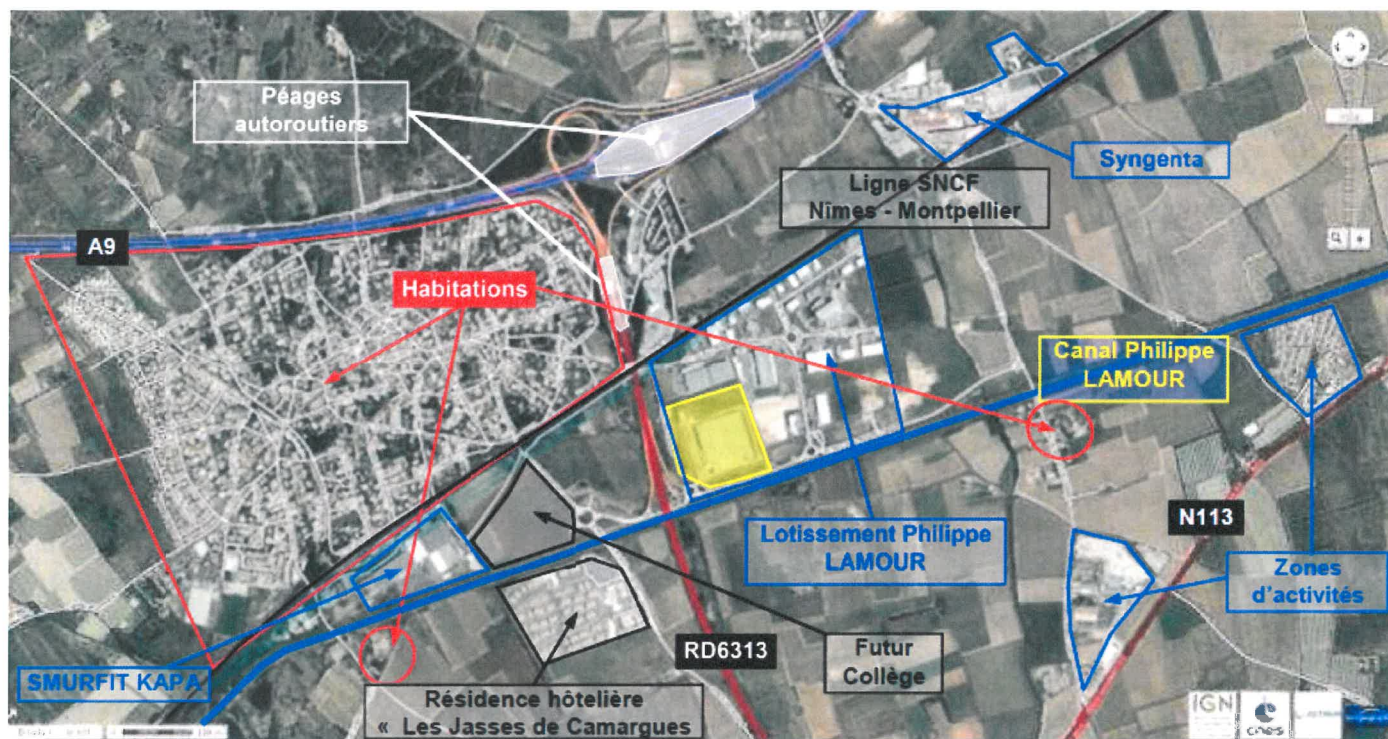 Péages
autoroutiers
Syngenta
Ligne SNCF
Nîmes - Montpellier
A9
Habitations
Canal Philippe
LAMOUR
N113
Lotissement Philippe
LAMOUR
Zones
d'activités
RD6313
Futur
Collège
SMURFIT KAPA
Résidence hôtelière
« Les Jasses de Camargues
IGN
cnes